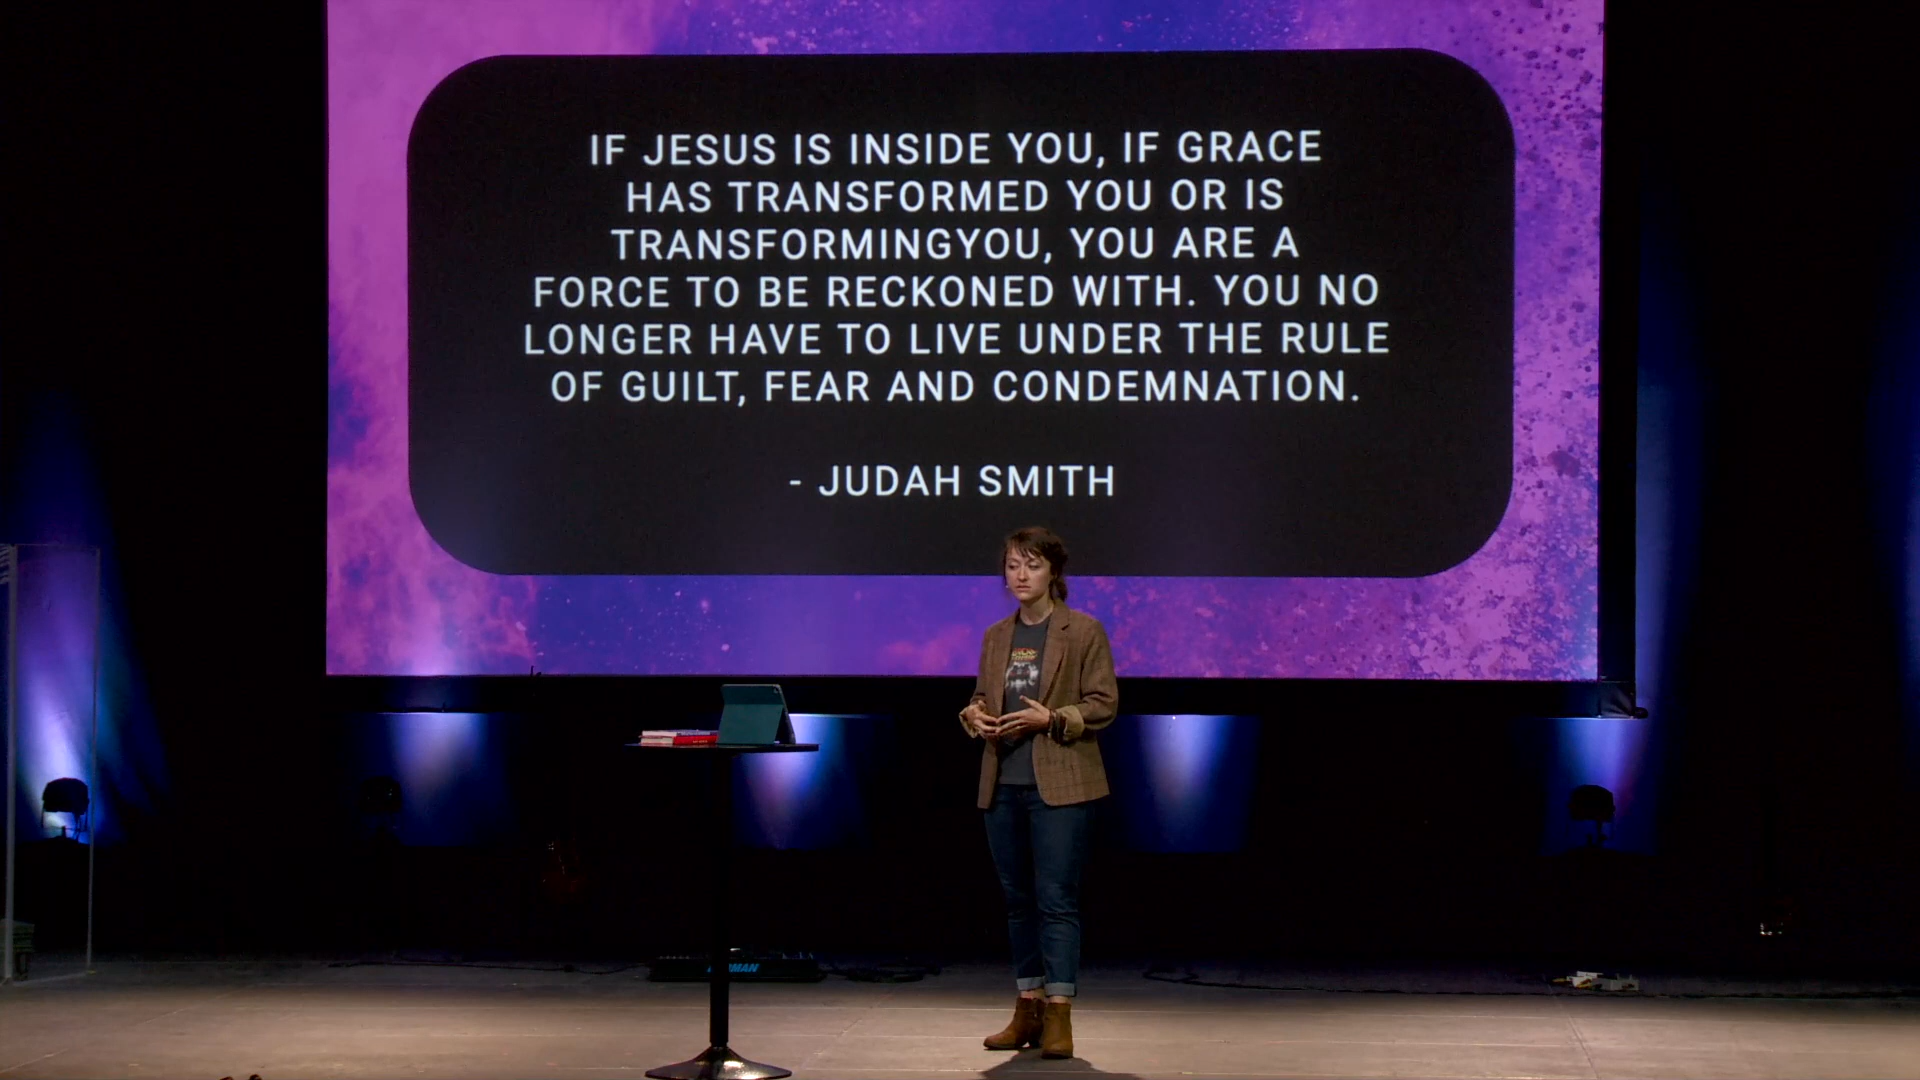 IF JESUS IS INSIDE YOU, IF GRACE
HAS TRANSFORMED YOU OR IS
TRANSFORMINGYOU, YOU ARE A
FORCE TO BE RECKONED WITH. YOU NO
LONGER HAVE TO LIVE UNDER THE RULE
OF GUILT, FEAR AND CONDEMNATION.
- JUDAH SMITH